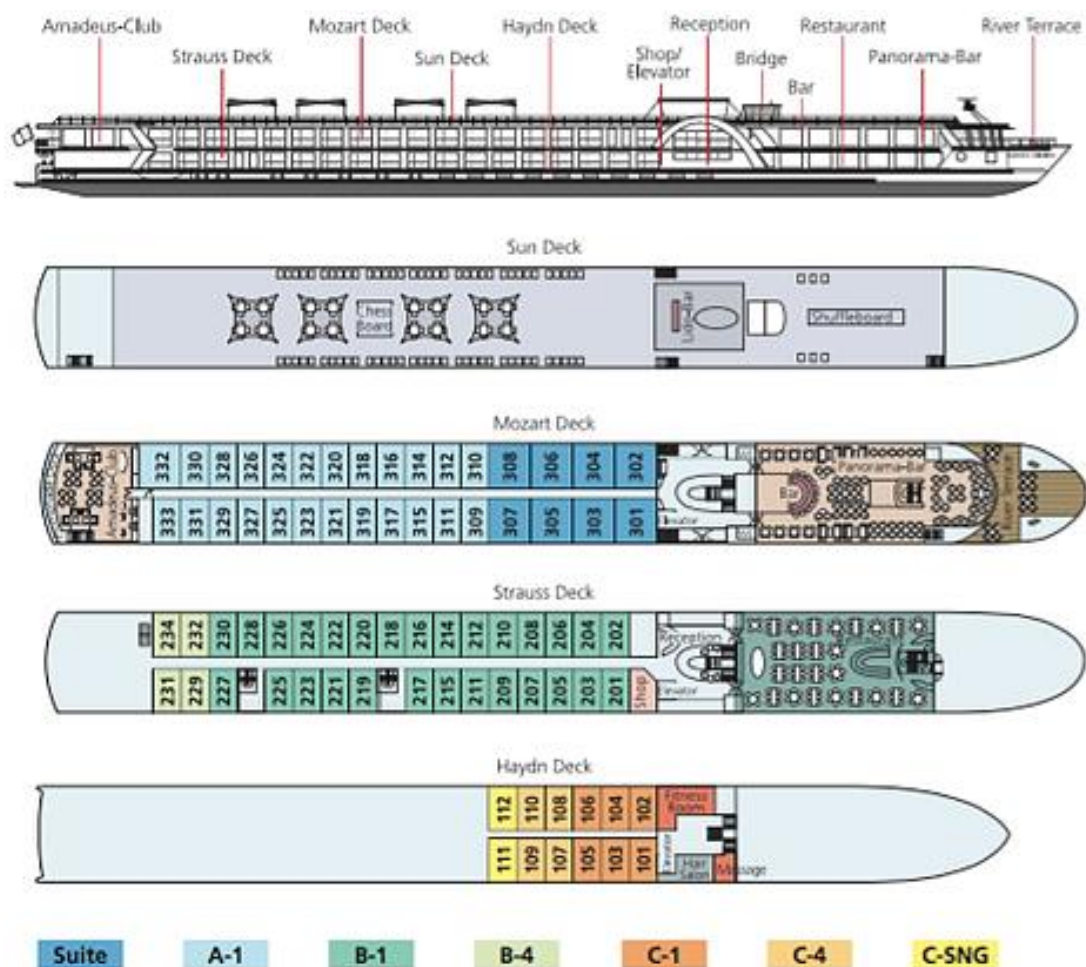 Amadeus-Cllub
Mozart Deck
Haydn Deck
Reception
Restaurant
River Terrace
Strauss Deck
Sun Deck
Shop/
Elevator
Bridge
Bar
Panorama-Bar
Sun Deck
Chess
Board
Lido-Bar
Shuffleboard
Mozart Deck
Amadeus-Club
332 330 328 326 324 322 320 318 316 314 312 310 308 306 304 302
333 331 329 327 325 323 321 319 317 315 311 309 307 305 303 301
Elevator
Bar
Panorama-Bar
River Terrace
Strauss Deck
234 232 230 228 226 224 222 220 218 216 214 212 210 208 206 204 202
231 229 227 225 223 221 219 217 215 211 209 207 205 203 201
Shop
Reception
Elevator
Haydn Deck
112 110 108 106 104 102
111 109 107 105 103 101
Fitness
Room
Elevator
Hair
Salon
Massage
Suite A-1 B-1 B-4 C-1 C-4 C-SNG